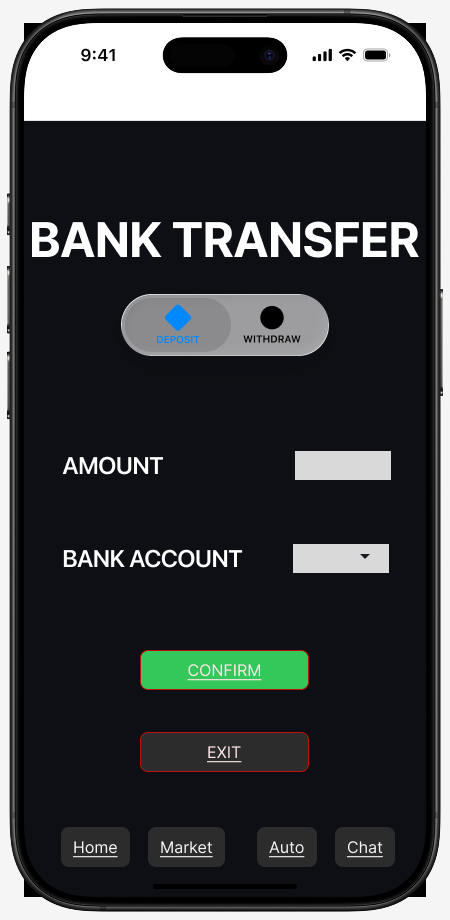 9:41
BANK TRANSFER
DEPOSIT WITHDRAW
AMOUNT
BANK ACCOUNT
CONFIRM
EXIT
Home Market Auto Chat